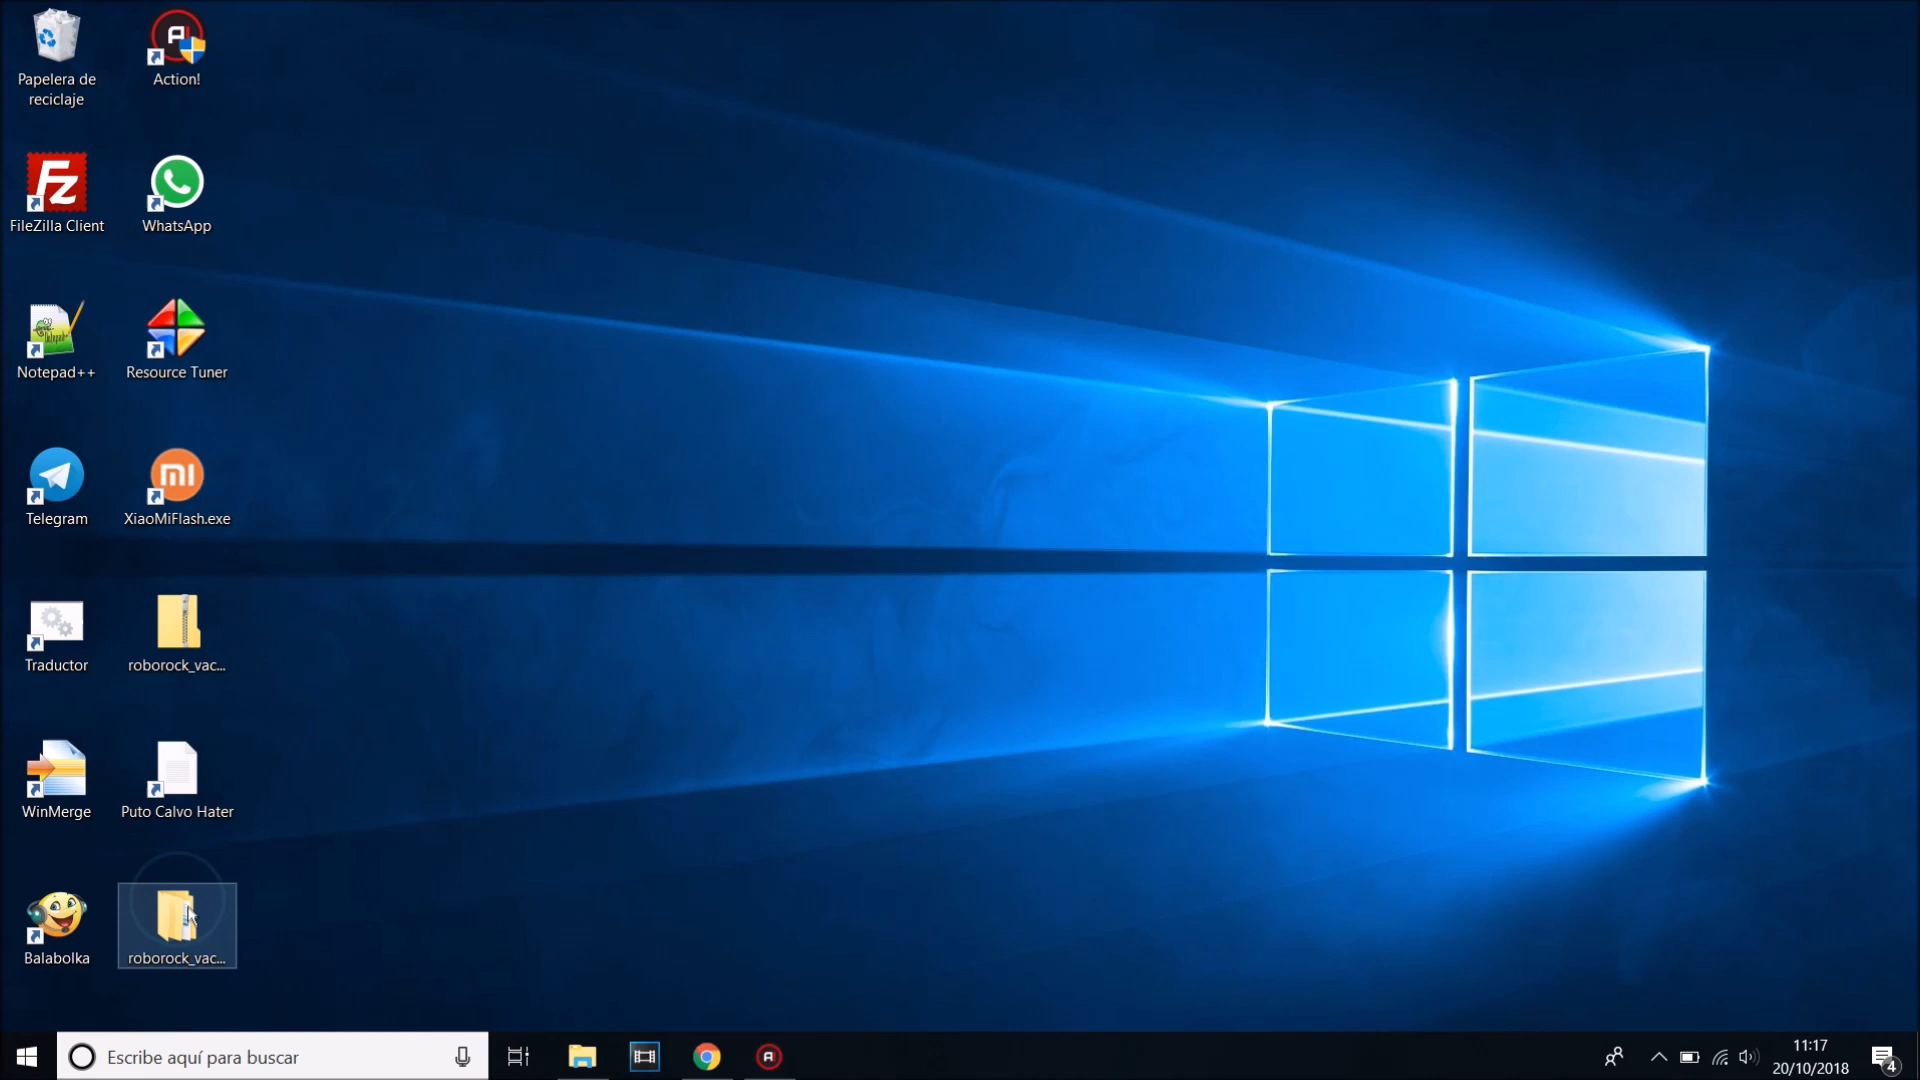 Papelera de
reciclaje
Action!
FileZilla Client
WhatsApp
Notepad++
Resource Tuner
Telegram
XiaoMiFlash.exe
Traductor
roborock_vac...
WinMerge
Puto Calvo Hater
Balabolka
roborock_vac...
Escribe aquí para buscar
11:17
20/10/2018
4